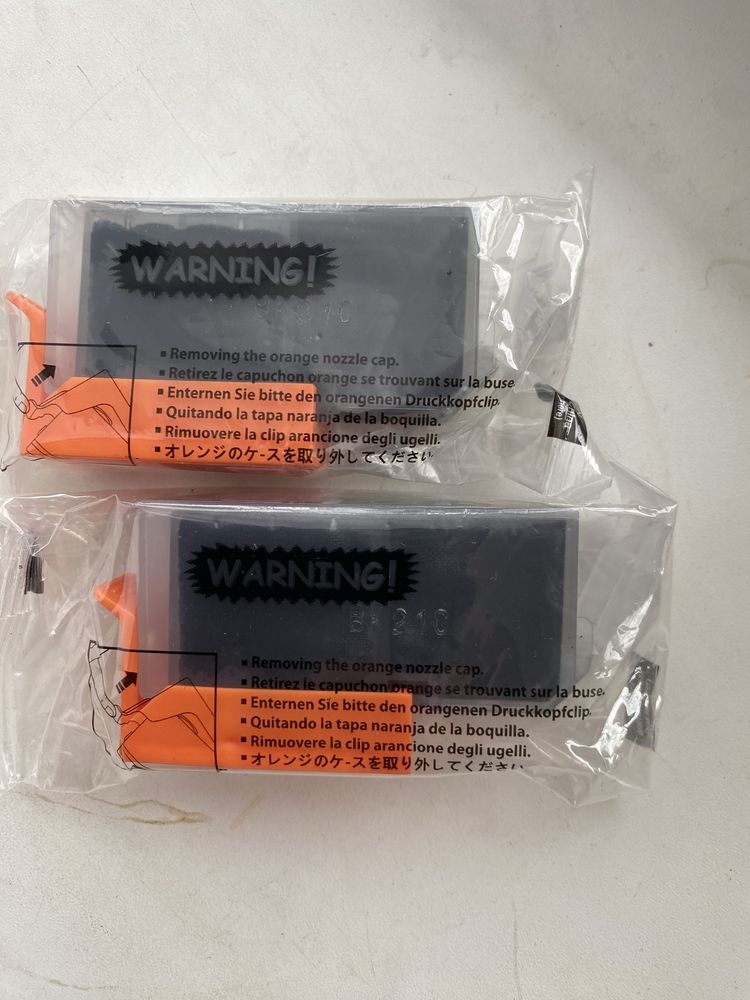 WARNING!
▪ Removing the orange nozzle cap.
▪ Retirez le capuchon orange se trouvant sur la buse.
▪ Enternen Sie bitte den orangenen Druckkopfclip.
▪ Quitando la tapa naranja de la boquilla.
▪ Rimuovere la clip arancione degli ugelli.
▪ オレンジのケースを取り外してください
WARNING!
▪ Removing the orange nozzle cap.
▪ Retirez le capuchon orange se trouvant sur la buse.
▪ Enternen Sie bitte den orangenen Druckkopfclip.
▪ Quitando la tapa naranja de la boquilla.
▪ Rimuovere la clip arancione degli ugelli.
▪ オレンジのケースを取り外してください